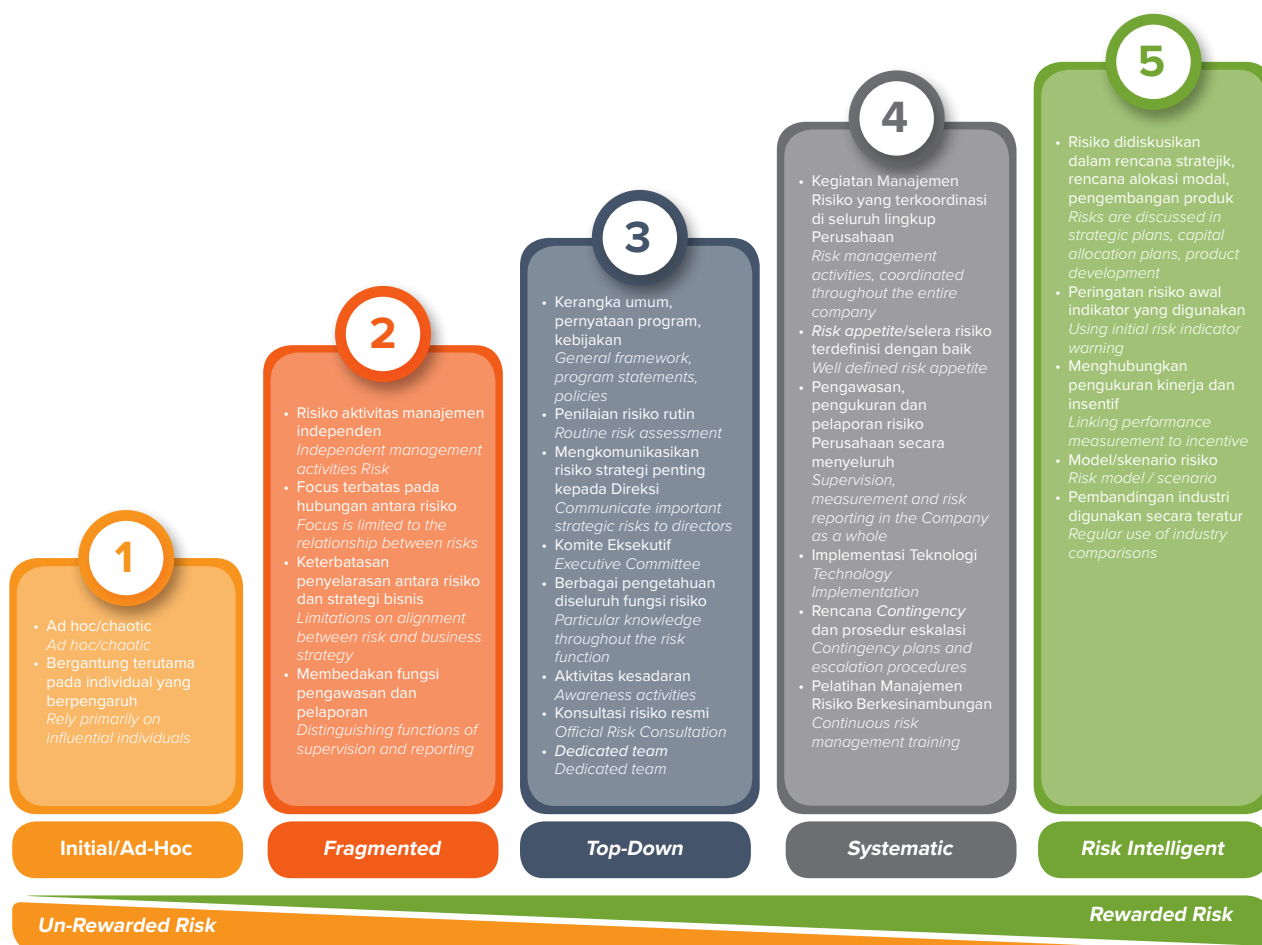 1
• Ad hoc/chaotic
Ad hoc/chaotic
• Bergantung terutama
pada individual yang
berpengaruh
Rely primarily on
influential individuals
Initial/Ad-Hoc
2
• Risiko aktivitas manajemen
independen
Independent management
activities Risk
• Focus terbatas pada
hubungan antara risiko
Focus is limited to the
relationship between risks
• Keterbatasan
penyelarasan antara risiko
dan strategi bisnis
Limitations on alignment
between risk and business
strategy
• Membedakan fungsi
pengawasan dan
pelaporan
Distinguishing functions of
supervision and reporting
Fragmented
3
• Kerangka umum,
pernyataan program,
kebijakan
General framework,
program statements,
policies
• Penilaian risiko rutin
Routine risk assessment
• Mengkomunikasikan
risiko strategi penting
kepada Direksi
Communicate important
strategic risks to directors
• Komite Eksekutif
Executive Committee
• Berbagai pengetahuan
diseluruh fungsi risiko
Particular knowledge
throughout the risk
function
• Aktivitas kesadaran
Awareness activities
• Konsultasi risiko resmi
Official Risk Consultation
• Dedicated team
Dedicated team
Top-Down
4
• Kegiatan Manajemen
Risiko yang terkoordinasi
di seluruh lingkup
Perusahaan
Risk management
activities, coordinated
throughout the entire
company
• Risk appetite/selera risiko
terdefinisi dengan baik
Well defined risk appetite
• Pengawasan,
pengukuran dan
pelaporan risiko
Perusahaan secara
menyeluruh
Supervision,
measurement and risk
reporting in the Company
as a whole
• Implementasi Teknologi
Technology
Implementation
• Rencana Contingency
dan prosedur eskalasi
Contingency plans and
escalation procedures
• Pelatihan Manajemen
Risiko Berkesinambungan
Continuous risk
management training
Systematic
5
• Risiko didiskusikan
dalam rencana stratejik,
rencana alokasi modal,
pengembangan produk
Risks are discussed in
strategic plans, capital
allocation plans, product
development
• Peringatan risiko awal
indikator yang digunakan
Using initial risk indicator
warning
• Menghubungkan
pengukuran kinerja dan
insentif
Linking performance
measurement to incentive
• Model/skenario risiko
Risk model / scenario
• Pembandingan industri
digunakan secara teratur
Regular use of industry
comparisons
Risk Intelligent
Un-Rewarded Risk
Rewarded Risk